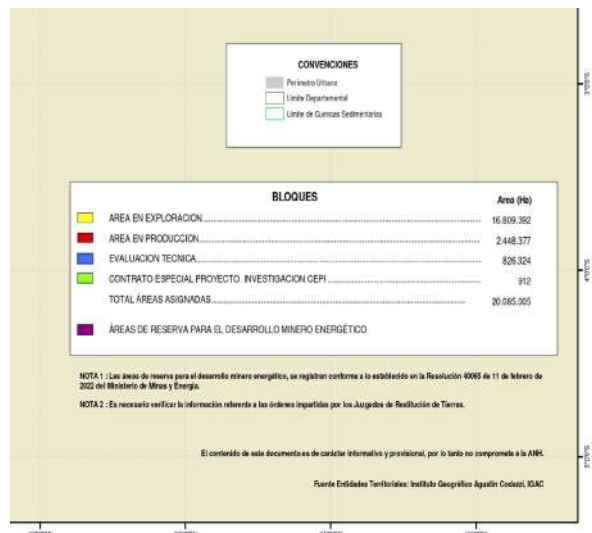 CONVENCIONES
Perímetro Urbano
Límite Departamental
Límite de Cuencas Sedimentarias
3°0'0"S
BLOQUES Area (Ha)
AREA EN EXPLORACION 16.809.392
AREA EN PRODUCCION 2.448.377
EVALUACION TECNICA 826.324
CONTRATO ESPECIAL PROYECTO INVESTIGACION CEPI 912
TOTAL ÁREAS ASIGNADAS 20.085.005
4°0'0"S
ÁREAS DE RESERVA PARA EL DESARROLLO MINERO ENERGÉTICO
NOTA 1 : Las áreas de reserva para el desarrollo minero energético, se registran conforme a lo establecido en la Resolución 40065 de 11 de febrero de
2022 del Ministerio de Minas y Energía.
NOTA 2 : Es necesario verificar la información referente a las órdenes impartidas por los Juzgados de Restitución de Tierras.
El contenido de este documento es de carácter informativo y provisional, por lo tanto no compromete a la ANH.
5°0'0"S
Fuente Entidades Territoriales: Instituto Geográfico Agustín Codazzi, IGAC